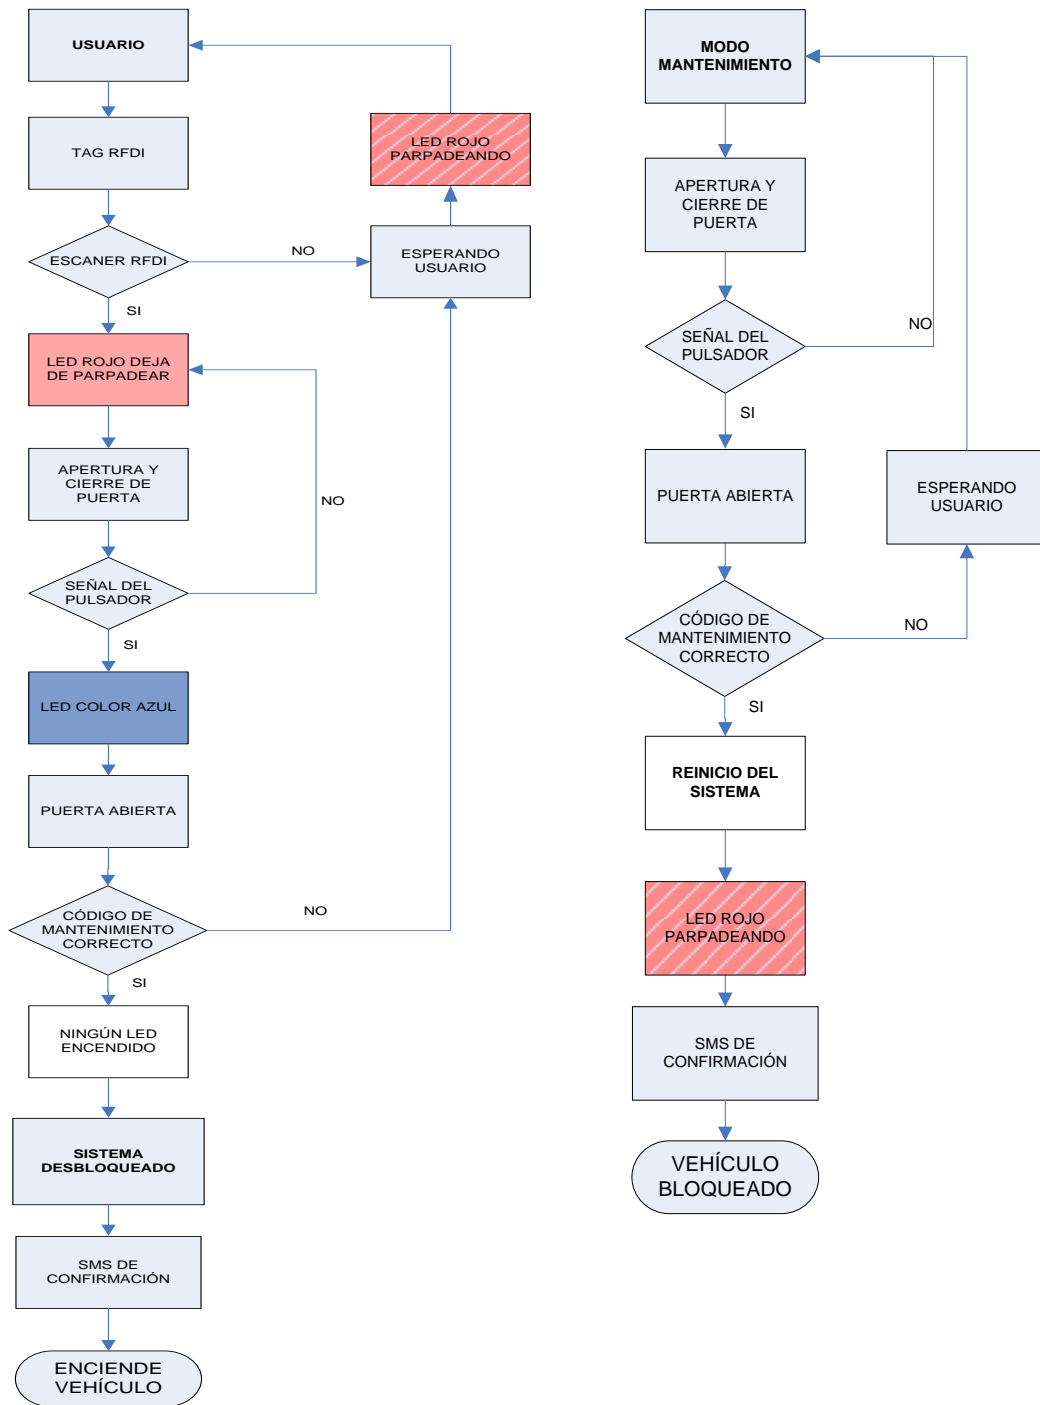 USUARIO
TAG RFDI
ESCANER RFDI
NO
SI
LED ROJO
PARPADEANDO
ESPERANDO
USUARIO
LED ROJO DEJA
DE PARPADEAR
APERTURA Y
CIERRE DE
PUERTA
NO
SEÑAL DEL
PULSADOR
SI
LED COLOR AZUL
PUERTA ABIERTA
CÓDIGO DE
MANTENIMIENTO
CORRECTO
NO
SI
NINGÚN LED
ENCENDIDO
SISTEMA
DESBLOQUEADO
SMS DE
CONFIRMACIÓN
ENCIENDE
VEHÍCULO
MODO
MANTENIMIENTO
APERTURA Y
CIERRE DE
PUERTA
SEÑAL DEL
PULSADOR
NO
SI
PUERTA ABIERTA
ESPERANDO
USUARIO
CÓDIGO DE
MANTENIMIENTO
CORRECTO
NO
SI
REINICIO DEL
SISTEMA
LED ROJO
PARPADEANDO
SMS DE
CONFIRMACIÓN
VEHÍCULO
BLOQUEADO